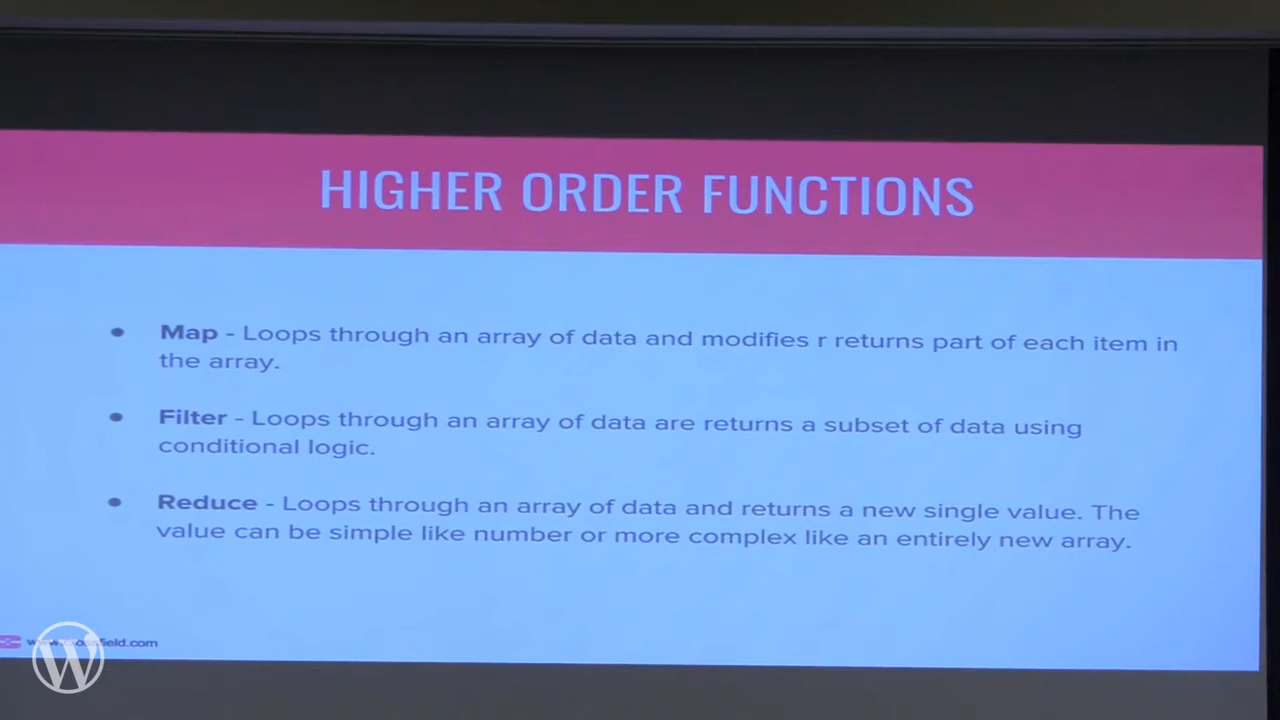 HIGHER ORDER FUNCTIONS
Map - Loops through an array of data and modifies r returns part of each item in
the array.
Filter - Loops through an array of data are returns a subset of data using
conditional logic.
Reduce - Loops through an array of data and returns a new single value. The
value can be simple like number or more complex like an entirely new array.